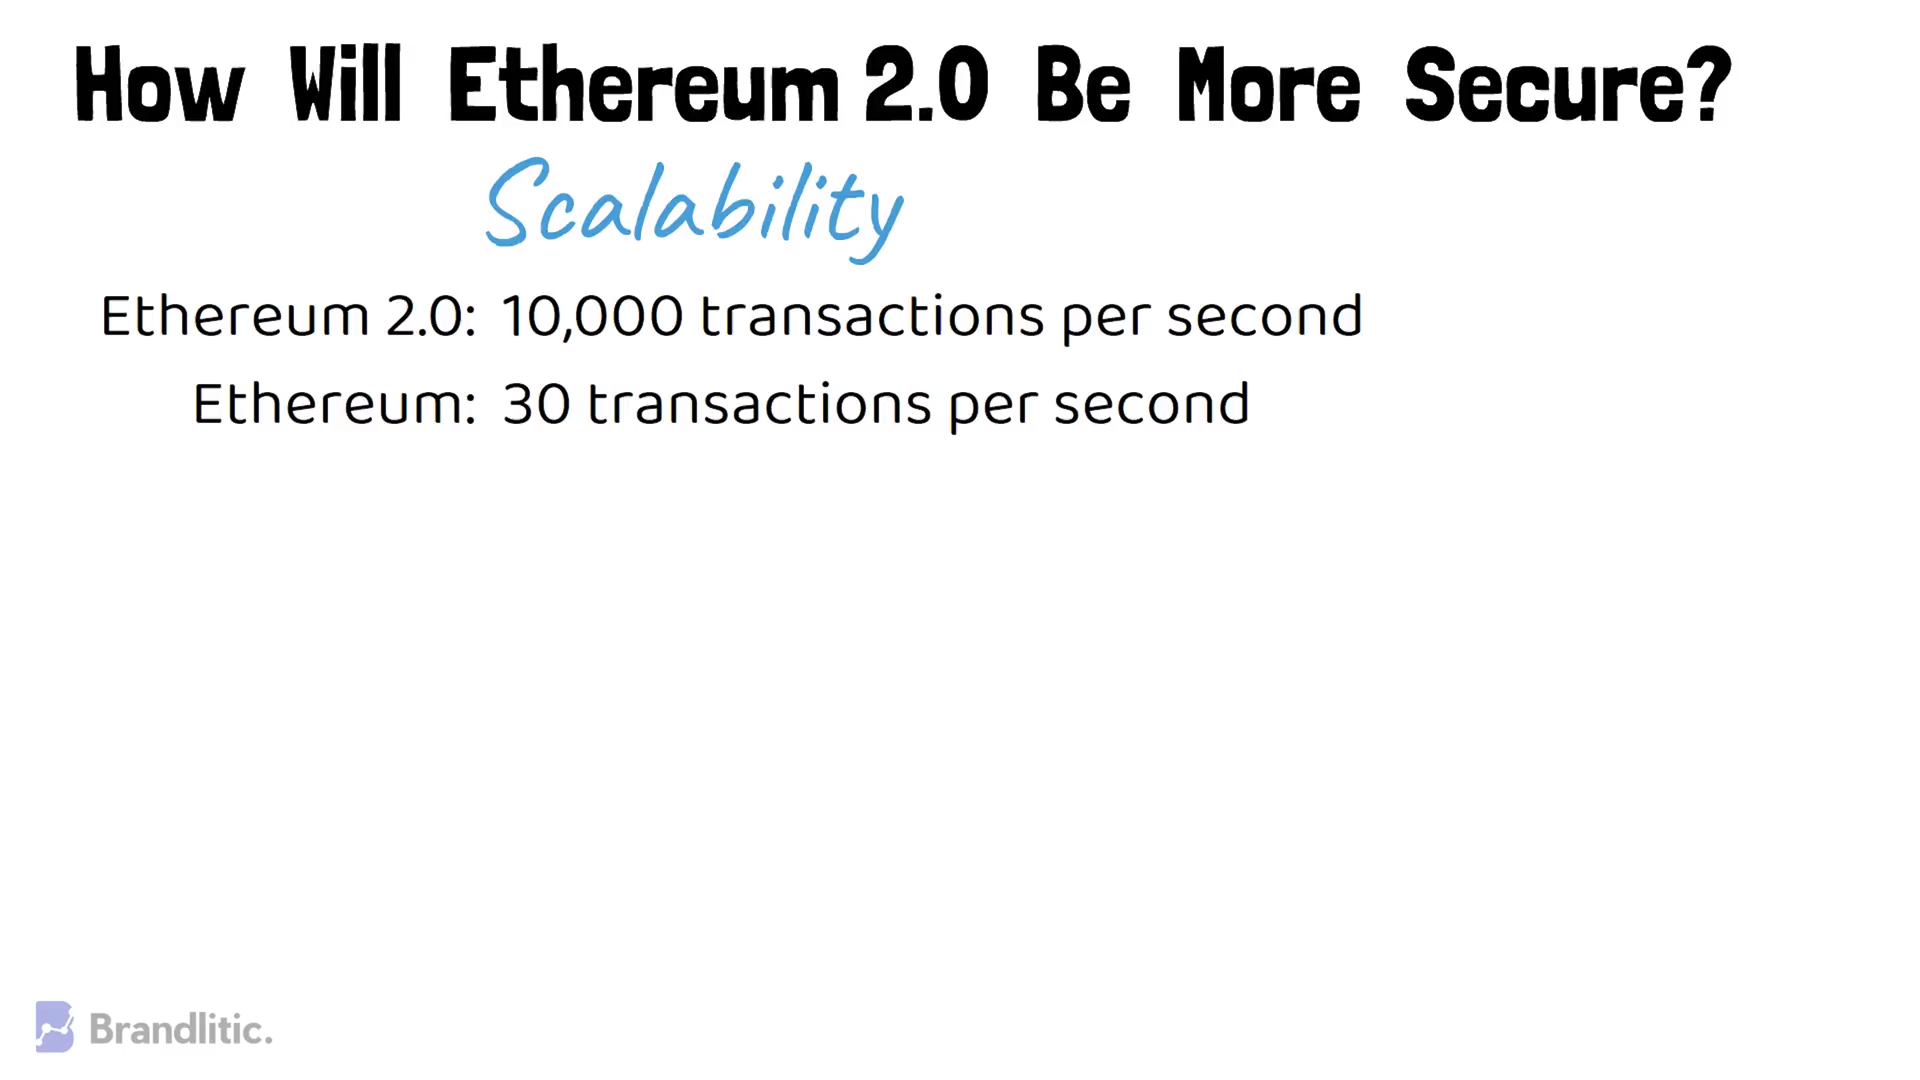 How Will Ethereum 2.0 Be More Secure?
Scalability
Ethereum 2.0: 10,000 transactions per second
Ethereum: 30 transactions per second
Brandlitic.